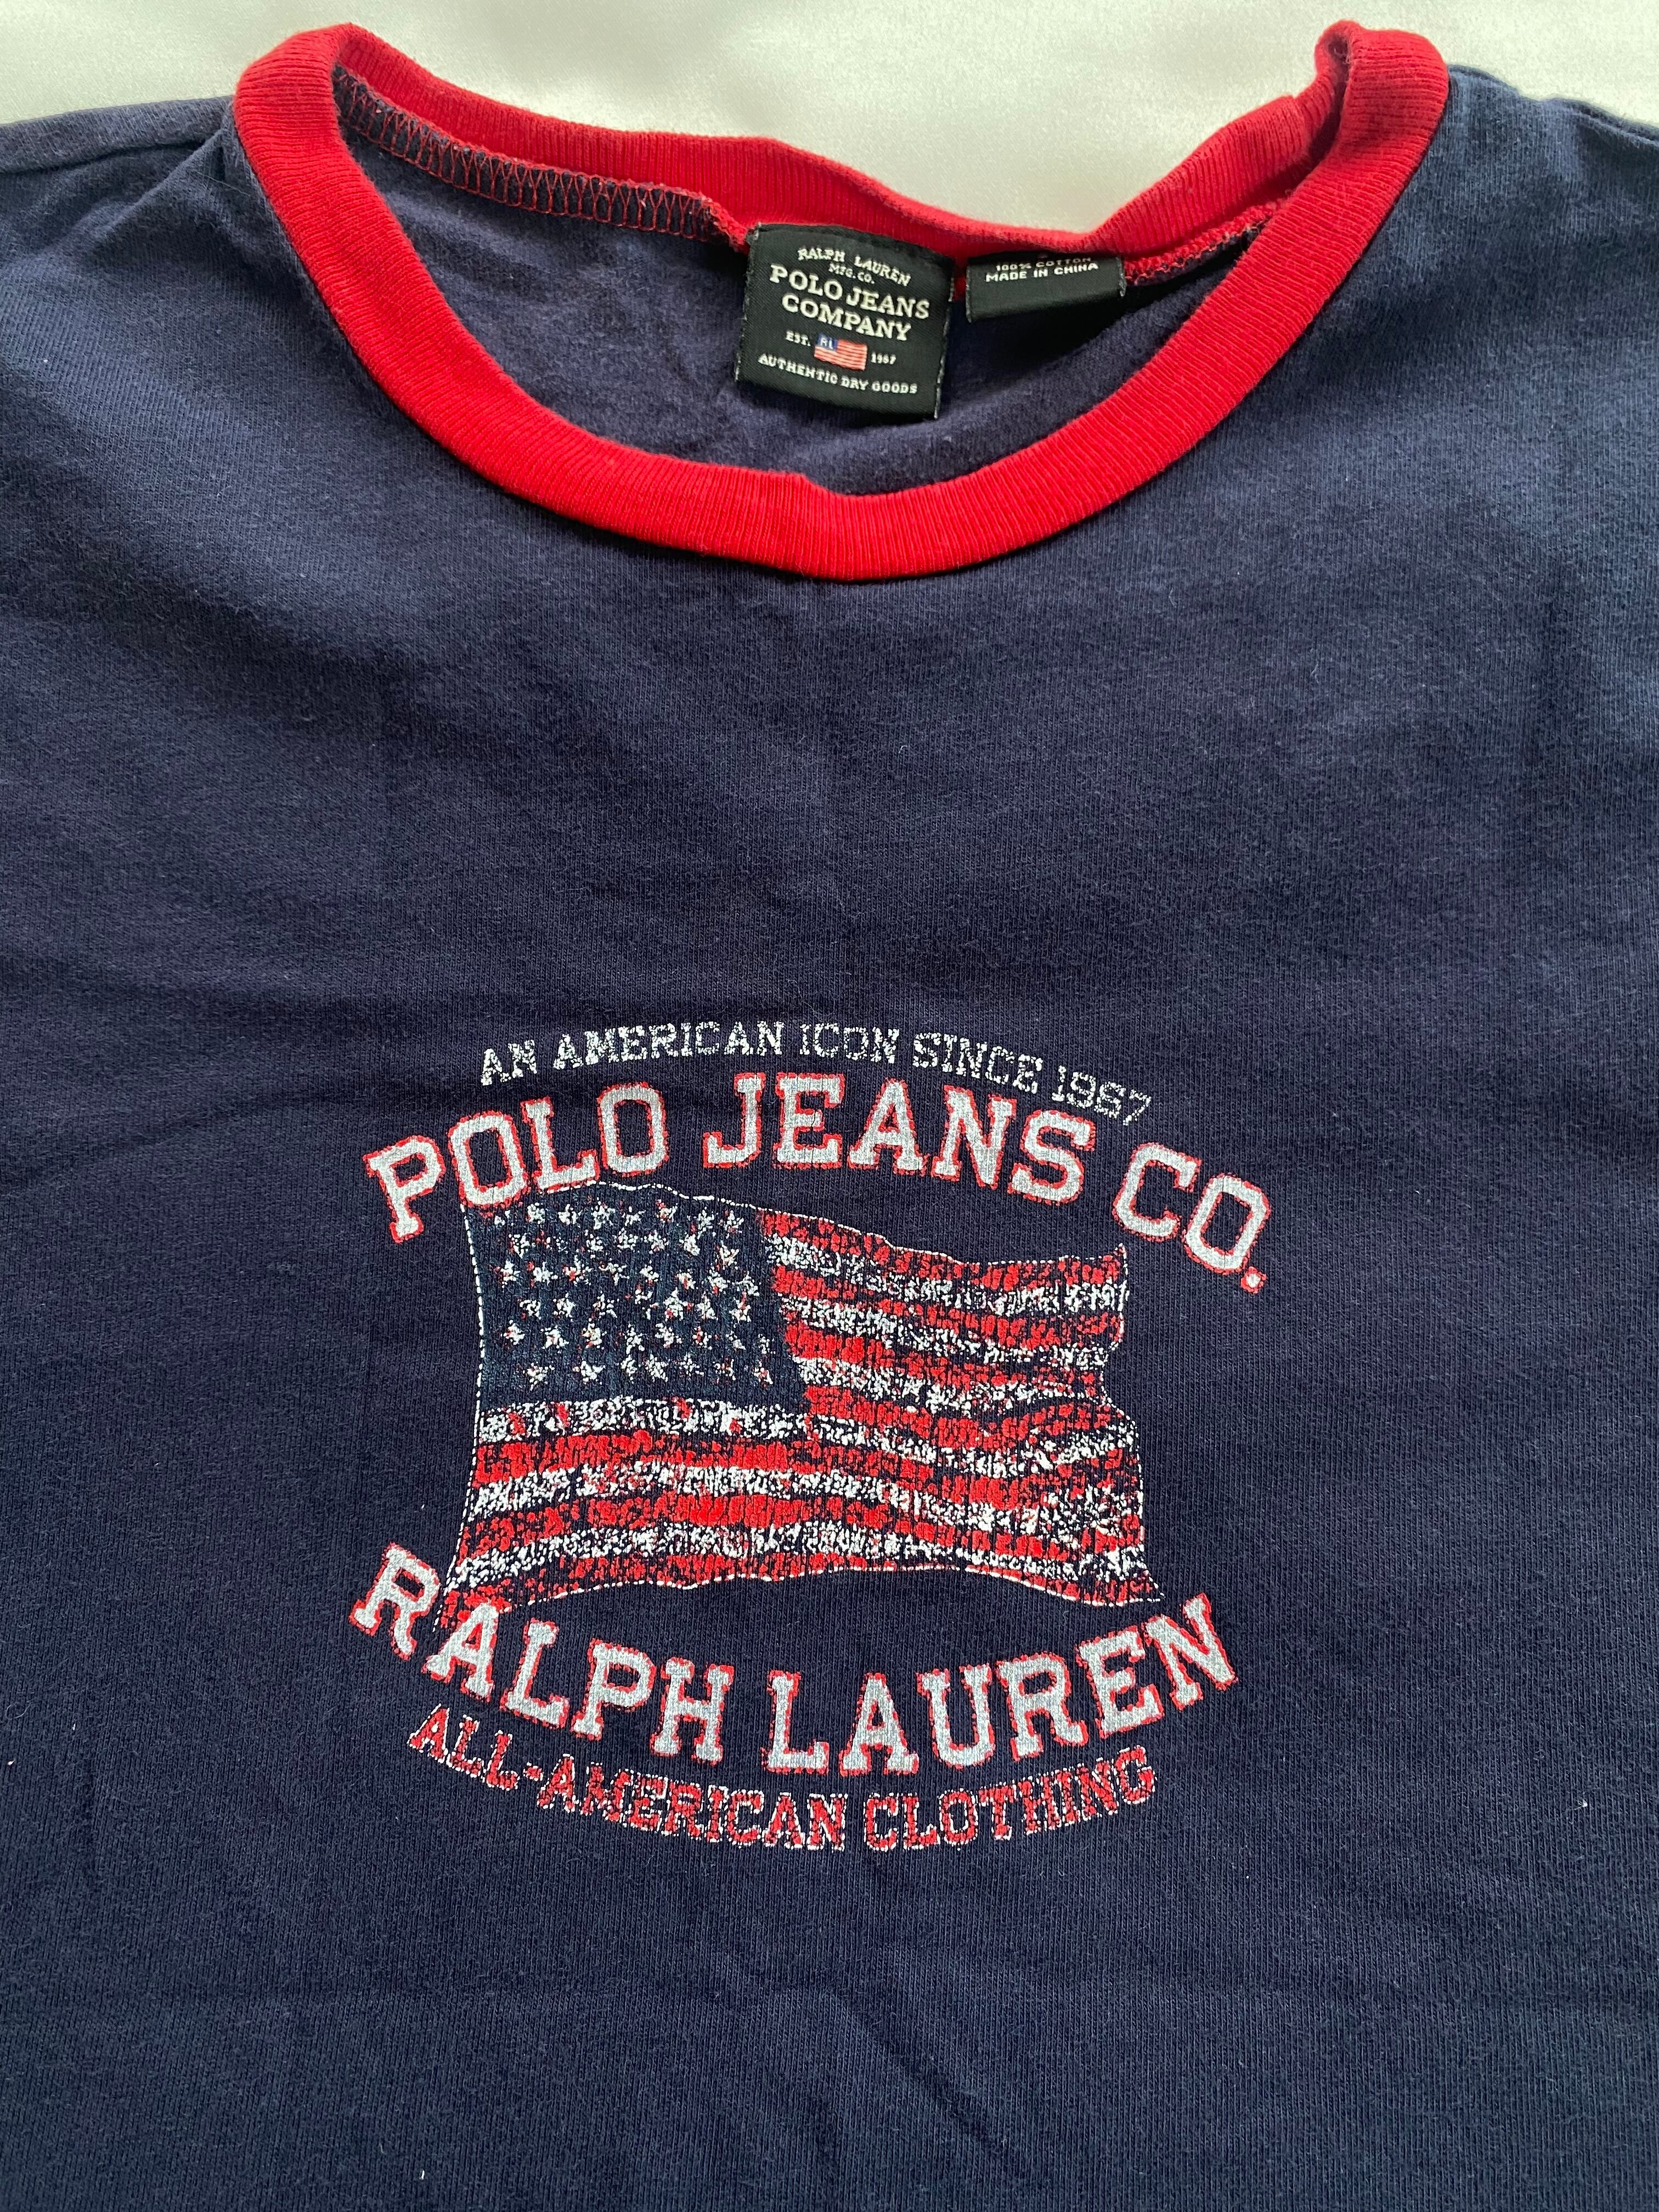 RALPH LAUREN
MFG. CO.
POLO JEANS
COMPANY
EST. RL 1967
AUTHENTIC DRY GOODS
100% COTTON
MADE IN CHINA
AN AMERICAN ICON SINCE 1967
POLO JEANS CO.
RALPH LAUREN
ALL-AMERICAN CLOTHING